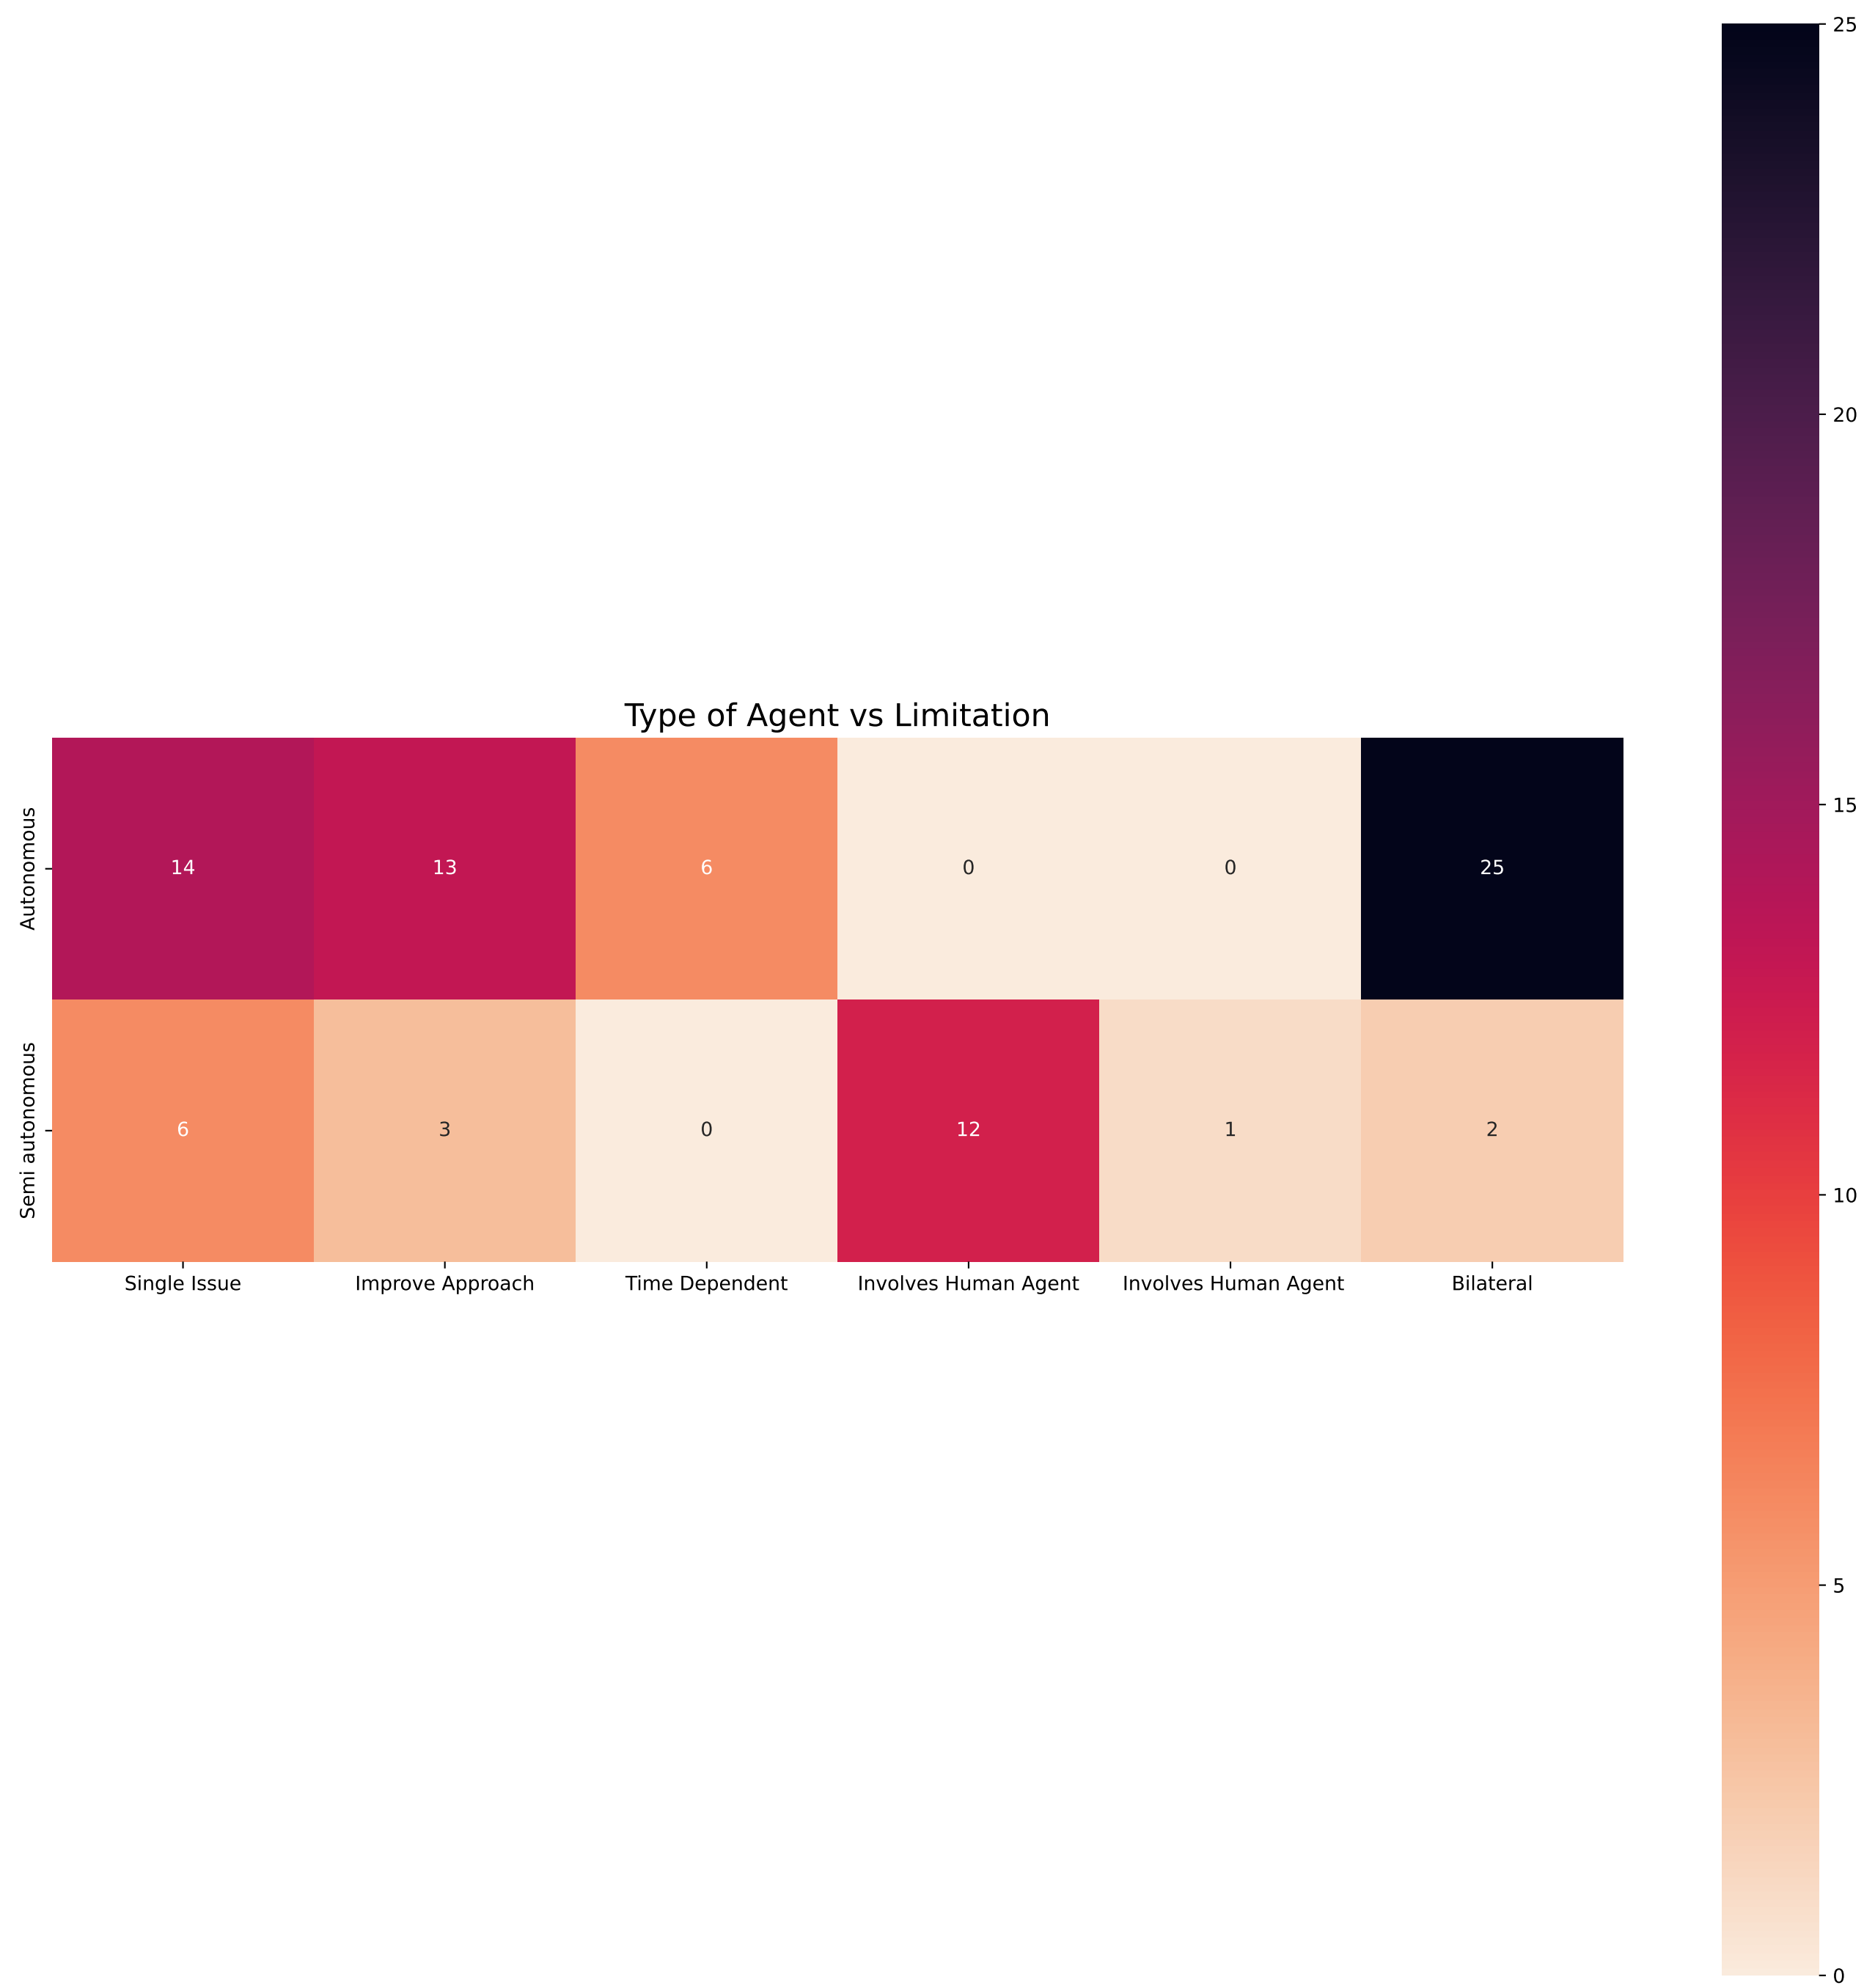 Type of Agent vs Limitation
Autonomous
14 13 6 0 0 25
Semi autonomous
6 3 0 12 1 2
Single Issue Improve Approach Time Dependent Involves Human Agent Involves Human Agent Bilateral
25
20
15
10
5
0